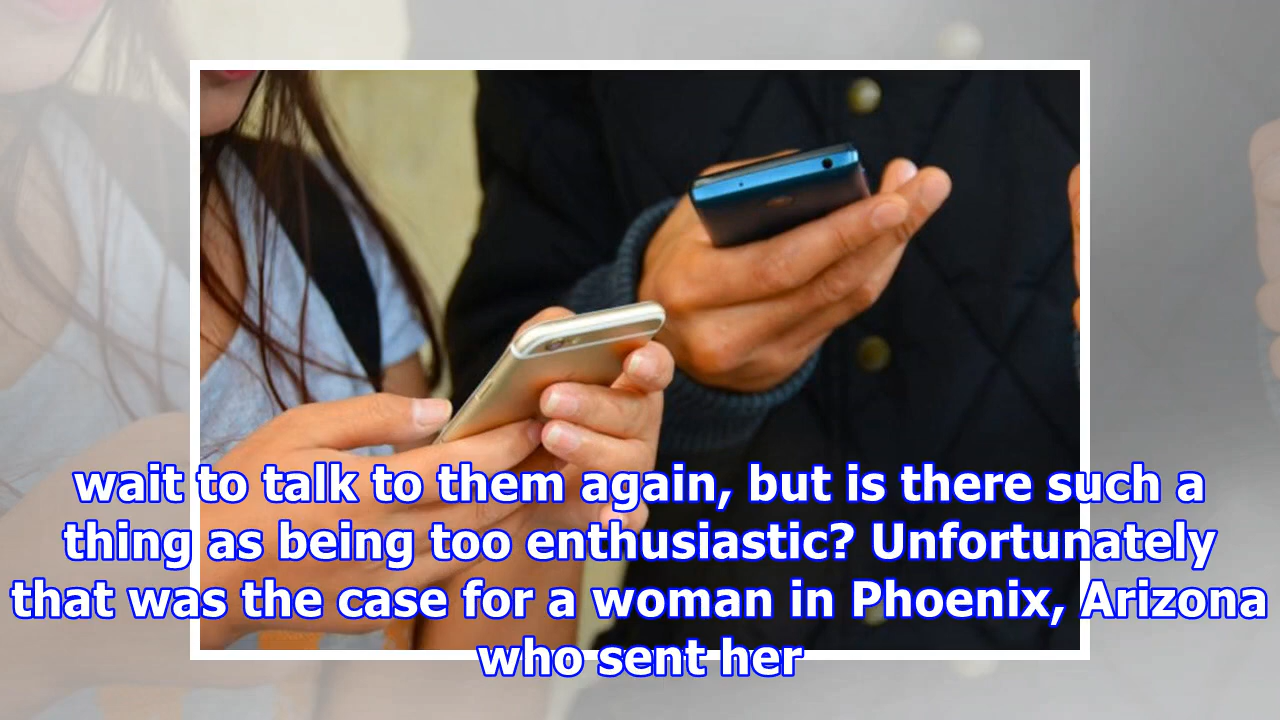 wait to talk to them again, but is there such a
thing as being too enthusiastic? Unfortunately
that was the case for a woman in Phoenix, Arizona
who sent her